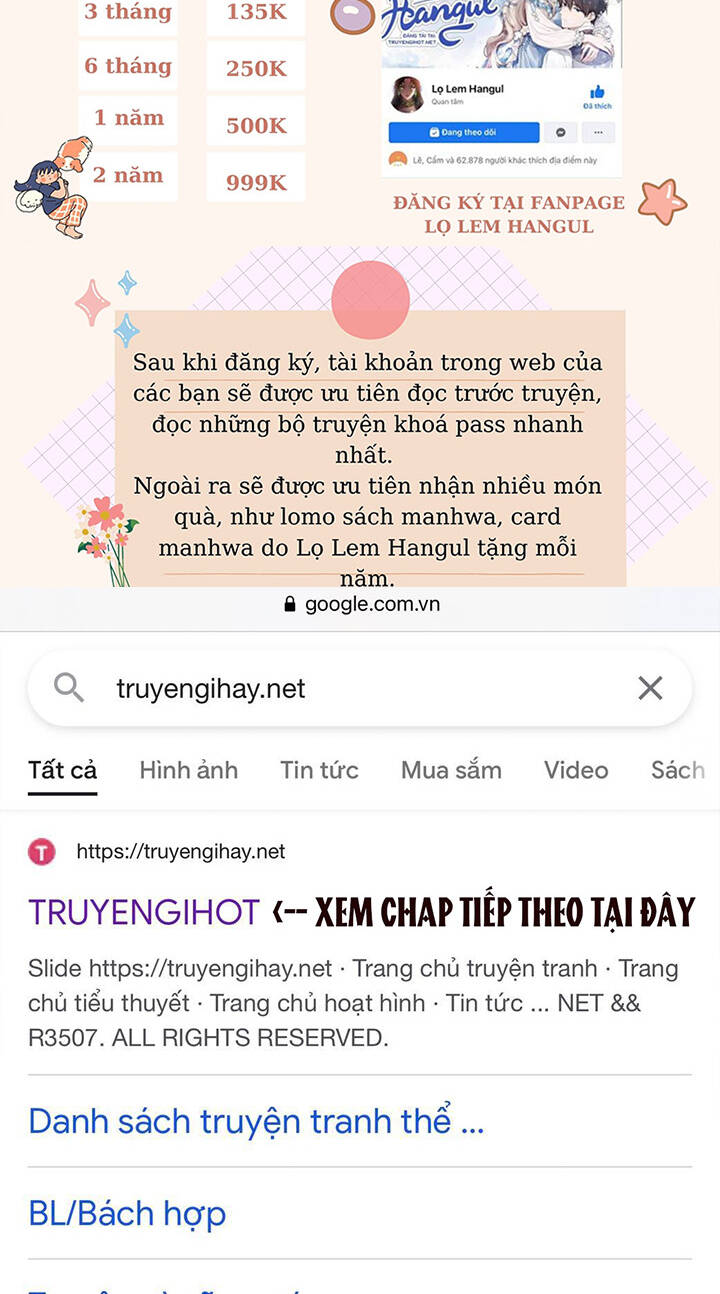 3 tháng
135K
6 tháng
250K
1 năm
500K
2 năm
999K
Hangul
ĐĂNG TẢI TẠI
TRUYENGIHOT.NET
Lọ Lem Hangul
Quan tâm
Đã thích
Đang theo dõi
Lê, Cẩm và 62.878 người khác thích địa điểm này
ĐĂNG KÝ TẠI FANPAGE
LỌ LEM HANGUL
Sau khi đăng ký, tài khoản trong web của
các bạn sẽ được ưu tiên đọc trước truyện,
đọc những bộ truyện khoá pass nhanh
nhất.
Ngoài ra sẽ được ưu tiên nhận nhiều món
quà, như lomo sách manhwa, card
manhwa do Lọ Lem Hangul tặng mỗi
năm.
google.com.vn
truyengihay.net
Tất cả Hình ảnh Tin tức Mua sắm Video Sách
T https://truyengihay.net
TRUYENGIHOT <-- XEM CHAP TIẾP THEO TẠI ĐÂY
Slide https://truyengihay.net · Trang chủ truyện tranh · Trang
chủ tiểu thuyết · Trang chủ hoạt hình · Tin tức ... NET &&
R3507. ALL RIGHTS RESERVED.
Danh sách truyện tranh thể ...
BL/Bách hợp